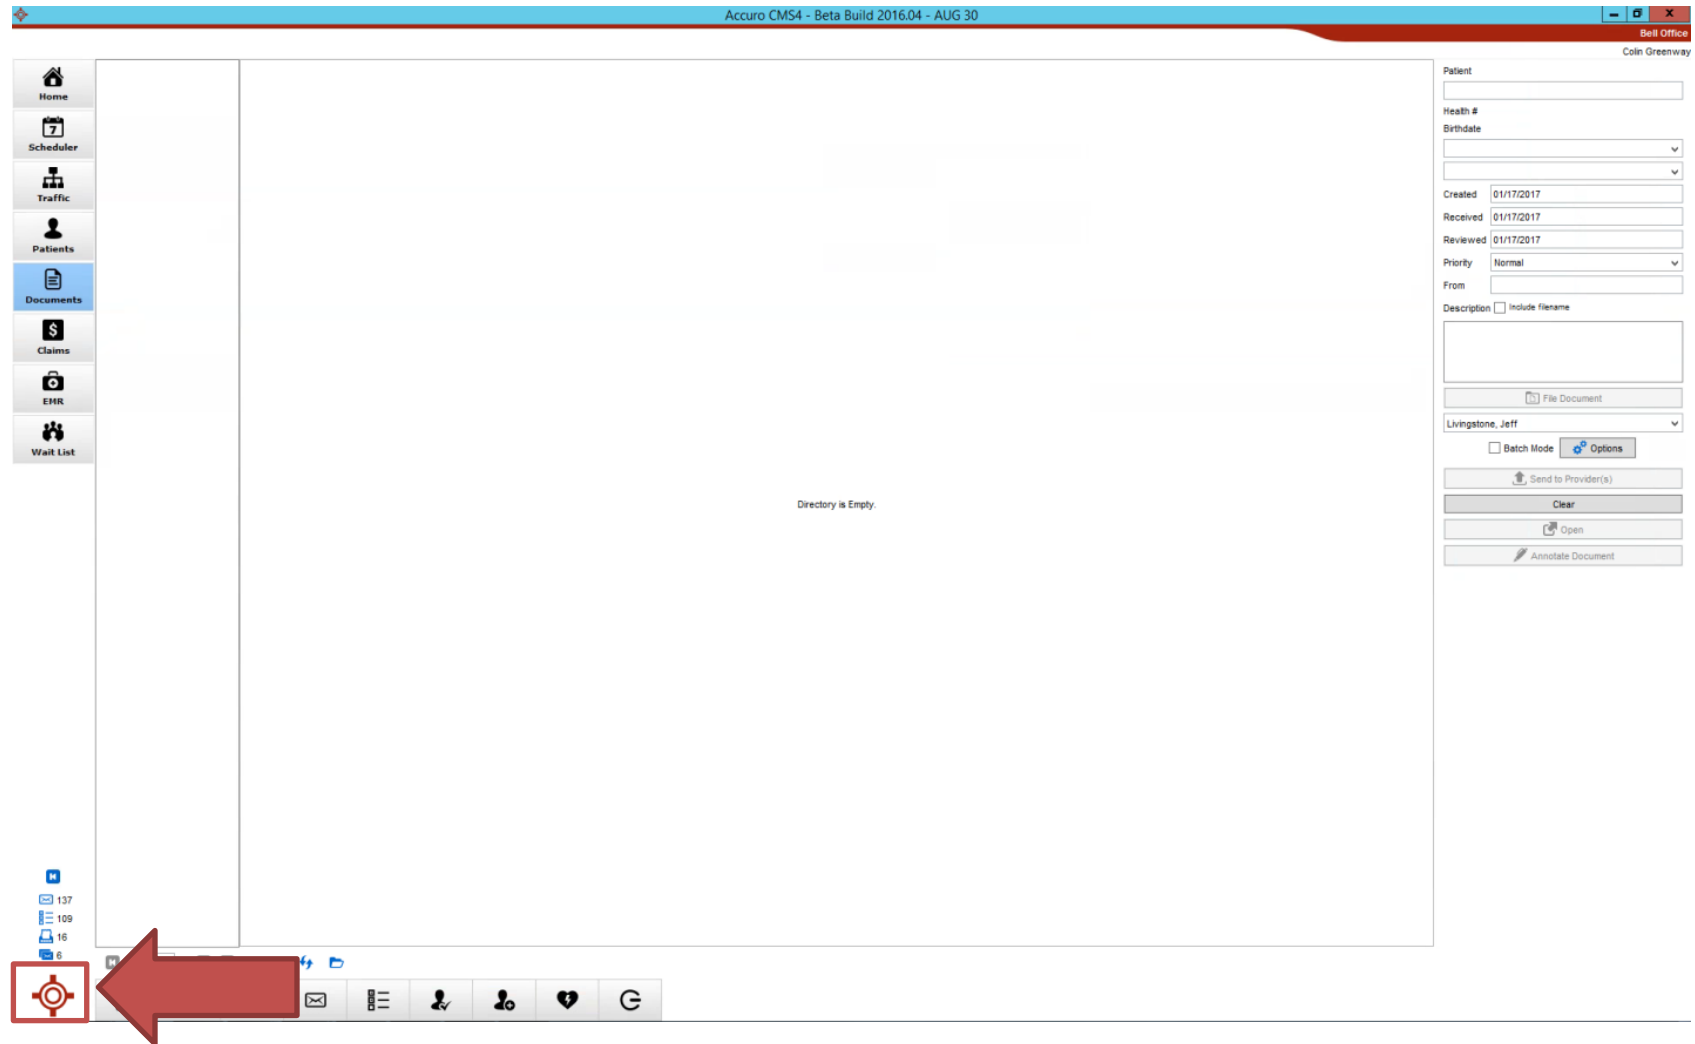 Accuro CMS4 - Beta Build 2016.04 - AUG 30
Bell Office
Colin Greenway
Home
7
Scheduler
Traffic
Patients
Documents
$
Claims
EMR
Wait List
137
109
16
6
Directory is Empty.
Patient
Health #
Birthdate
Created 01/17/2017
Received 01/17/2017
Reviewed 01/17/2017
Priority Normal
From
Description Include filename
File Document
Livingstone, Jeff
Batch Mode Options
Send to Provider(s)
Clear
Open
Annotate Document